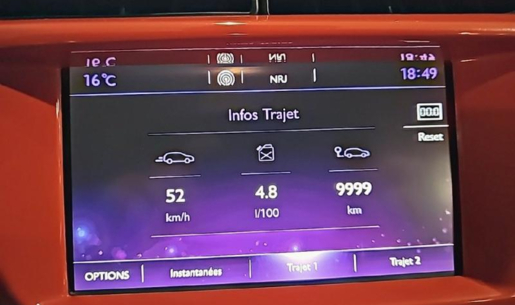 16°C NRJ 18:49
Infos Trajet
000
Reset
52 4.8 9999
km/h l/100 km
OPTIONS Instantanées Trajet 1 Trajet 2